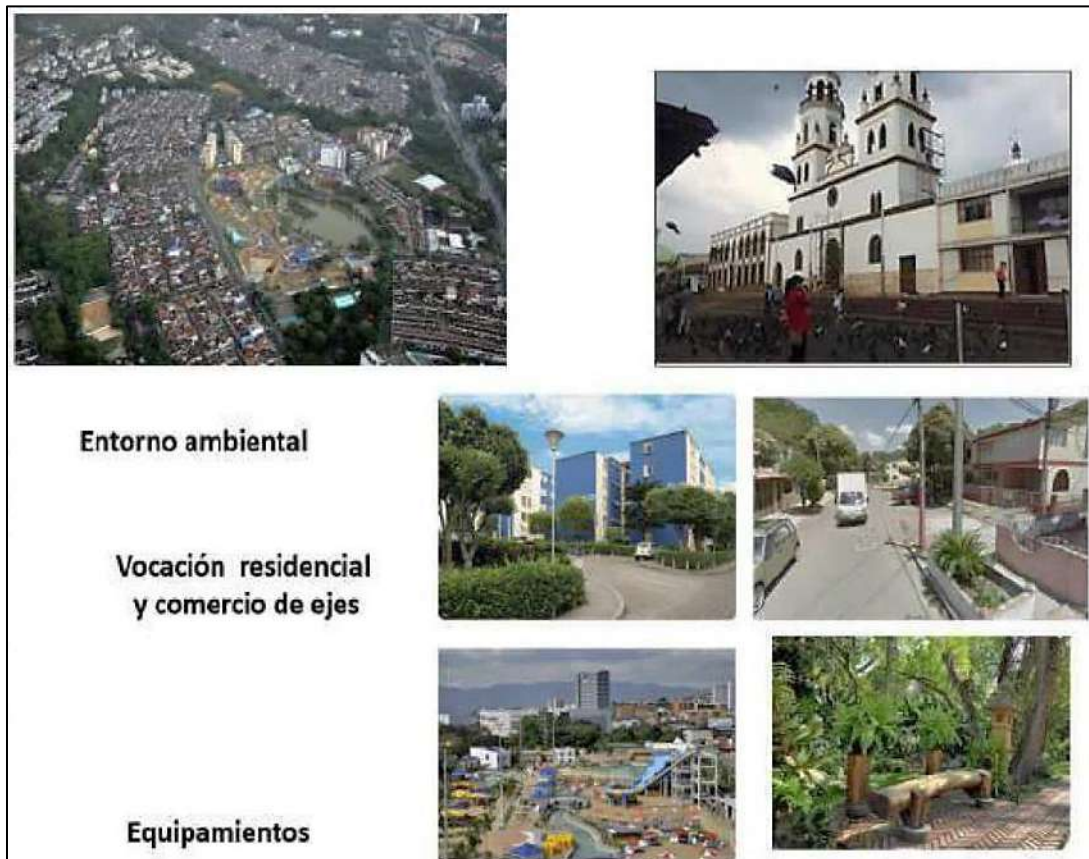 Entorno ambiental
Vocación residencial
y comercio de ejes
Equipamientos